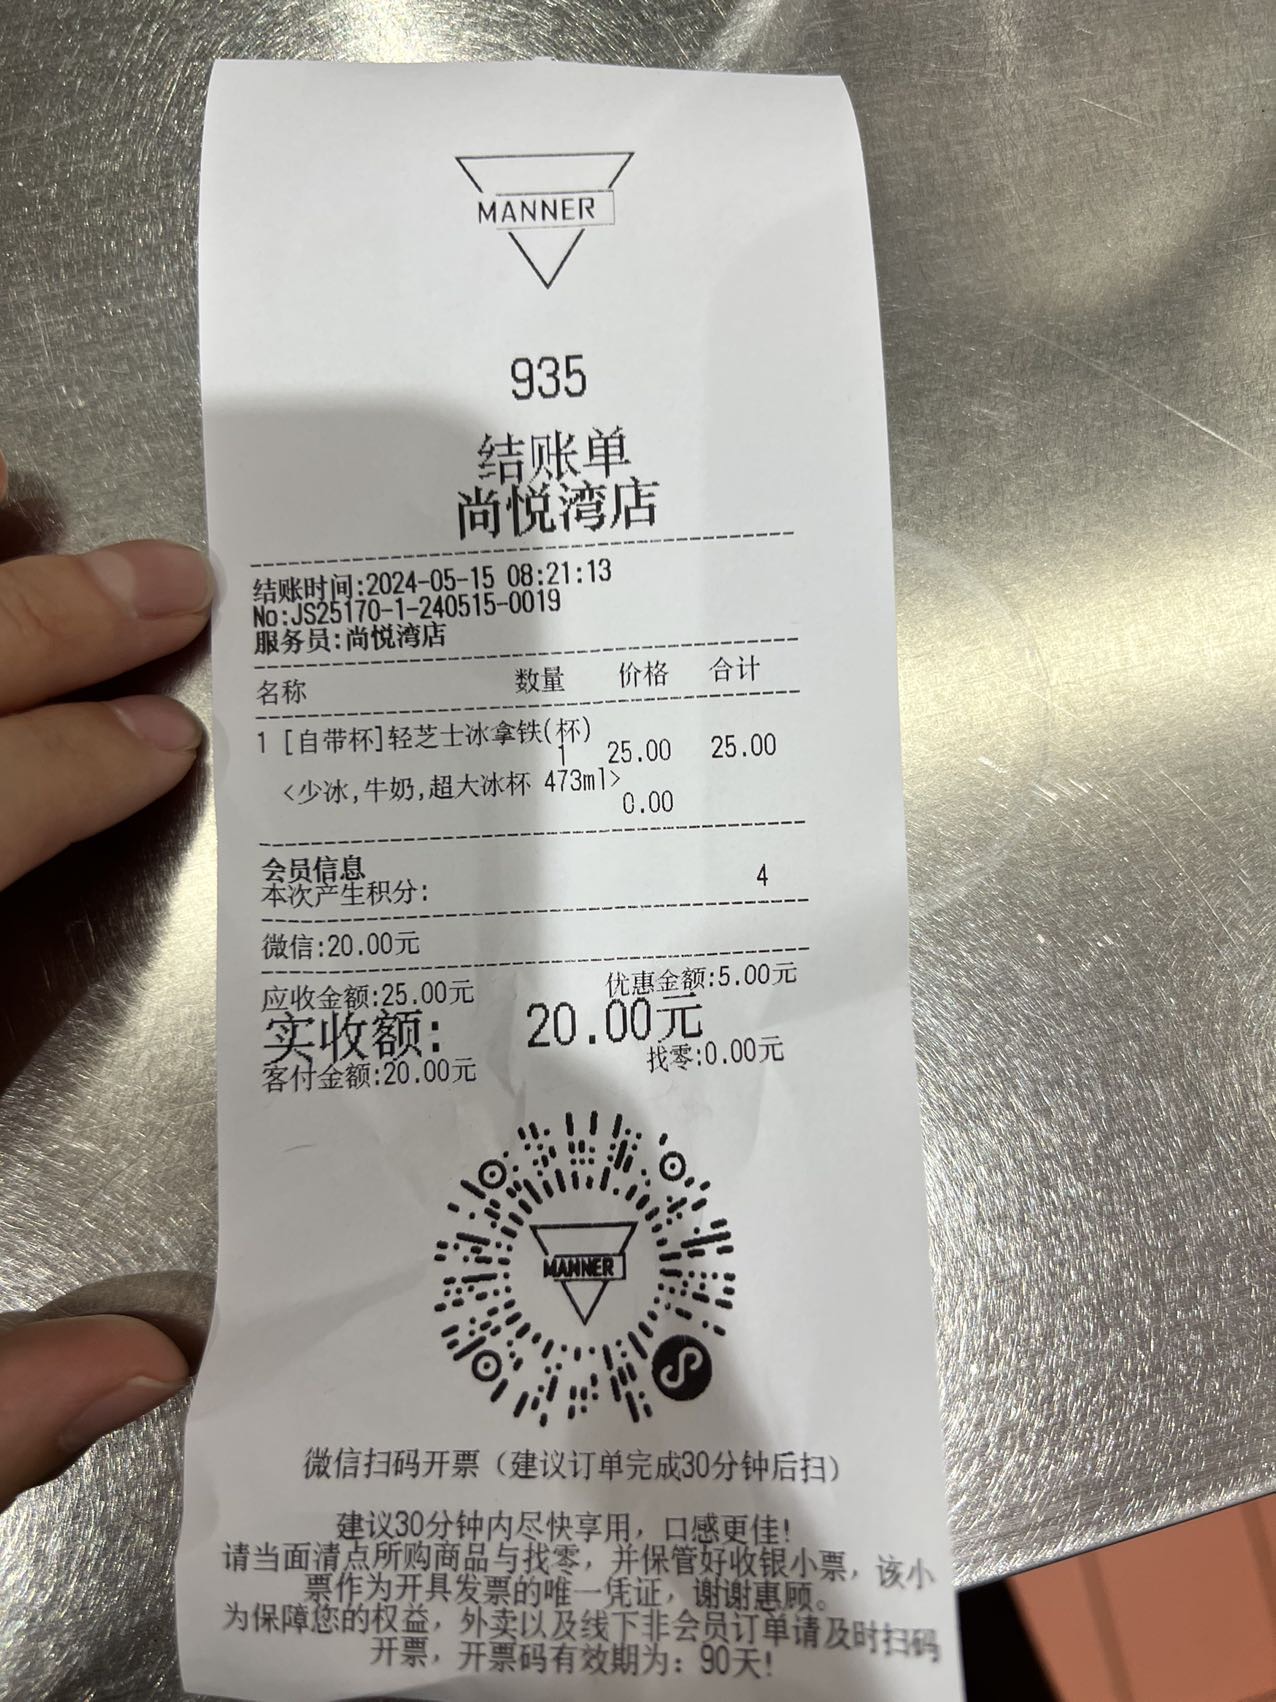 MANNER
935
结账单
尚悦湾店
结账时间:2024-05-15 08:21:13
No:JS25170-1-240515-0019
服务员:尚悦湾店
名称 数量 价格 合计
1 [自带杯]轻芝士冰拿铁(杯)
1 25.00 25.00
<少冰,牛奶,超大冰杯 473ml>
0.00
会员信息
本次产生积分: 4
微信:20.00元
应收金额:25.00元 优惠金额:5.00元
实收额: 20.00元
客付金额:20.00元 找零:0.00元
MANNER
微信扫码开票（建议订单完成30分钟后扫）
建议30分钟内尽快享用，口感更佳!
请当面清点所购商品与找零，并保管好收银小票，该小
票作为开具发票的唯一凭证，谢谢惠顾。
为保障您的权益，外卖以及线下非会员订单请及时扫码
开票，开票码有效期为：90天!